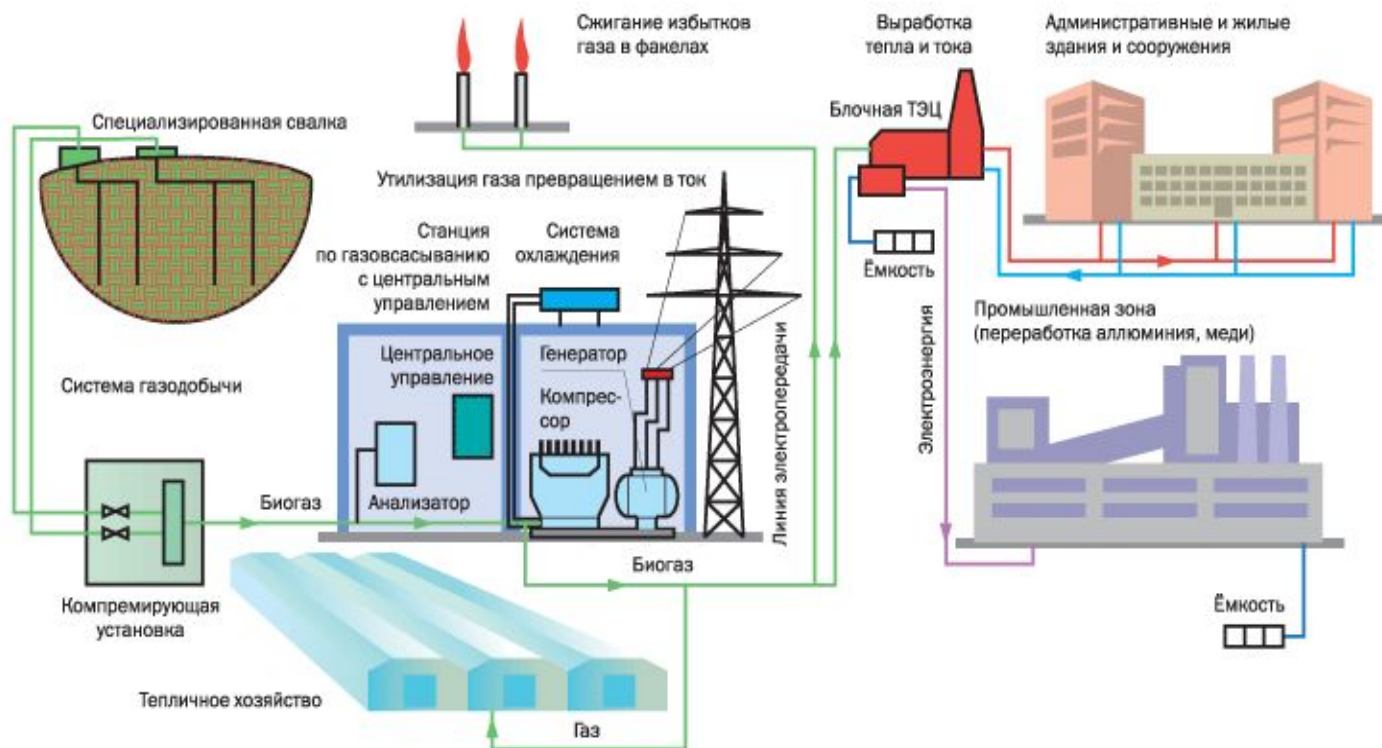 Сжигание избытков
газа в факелах
Выработка
тепла и тока
Административные и жилые
здания и сооружения
Специализированная свалка
Блочная ТЭЦ
Утилизация газа превращением в ток
Станция
по газовсасыванию
с центральным
управлением
Система
охлаждения
Ёмкость
Промышленная зона
(переработка аллюминия, меди)
Центральное
управление
Генератор
Компрес-
сор
Линия электропередачи
Электроэнергия
Система газодобычи
Анализатор
Биогаз
Биогаз
Компремирующая
установка
Ёмкость
Тепличное хозяйство
Газ